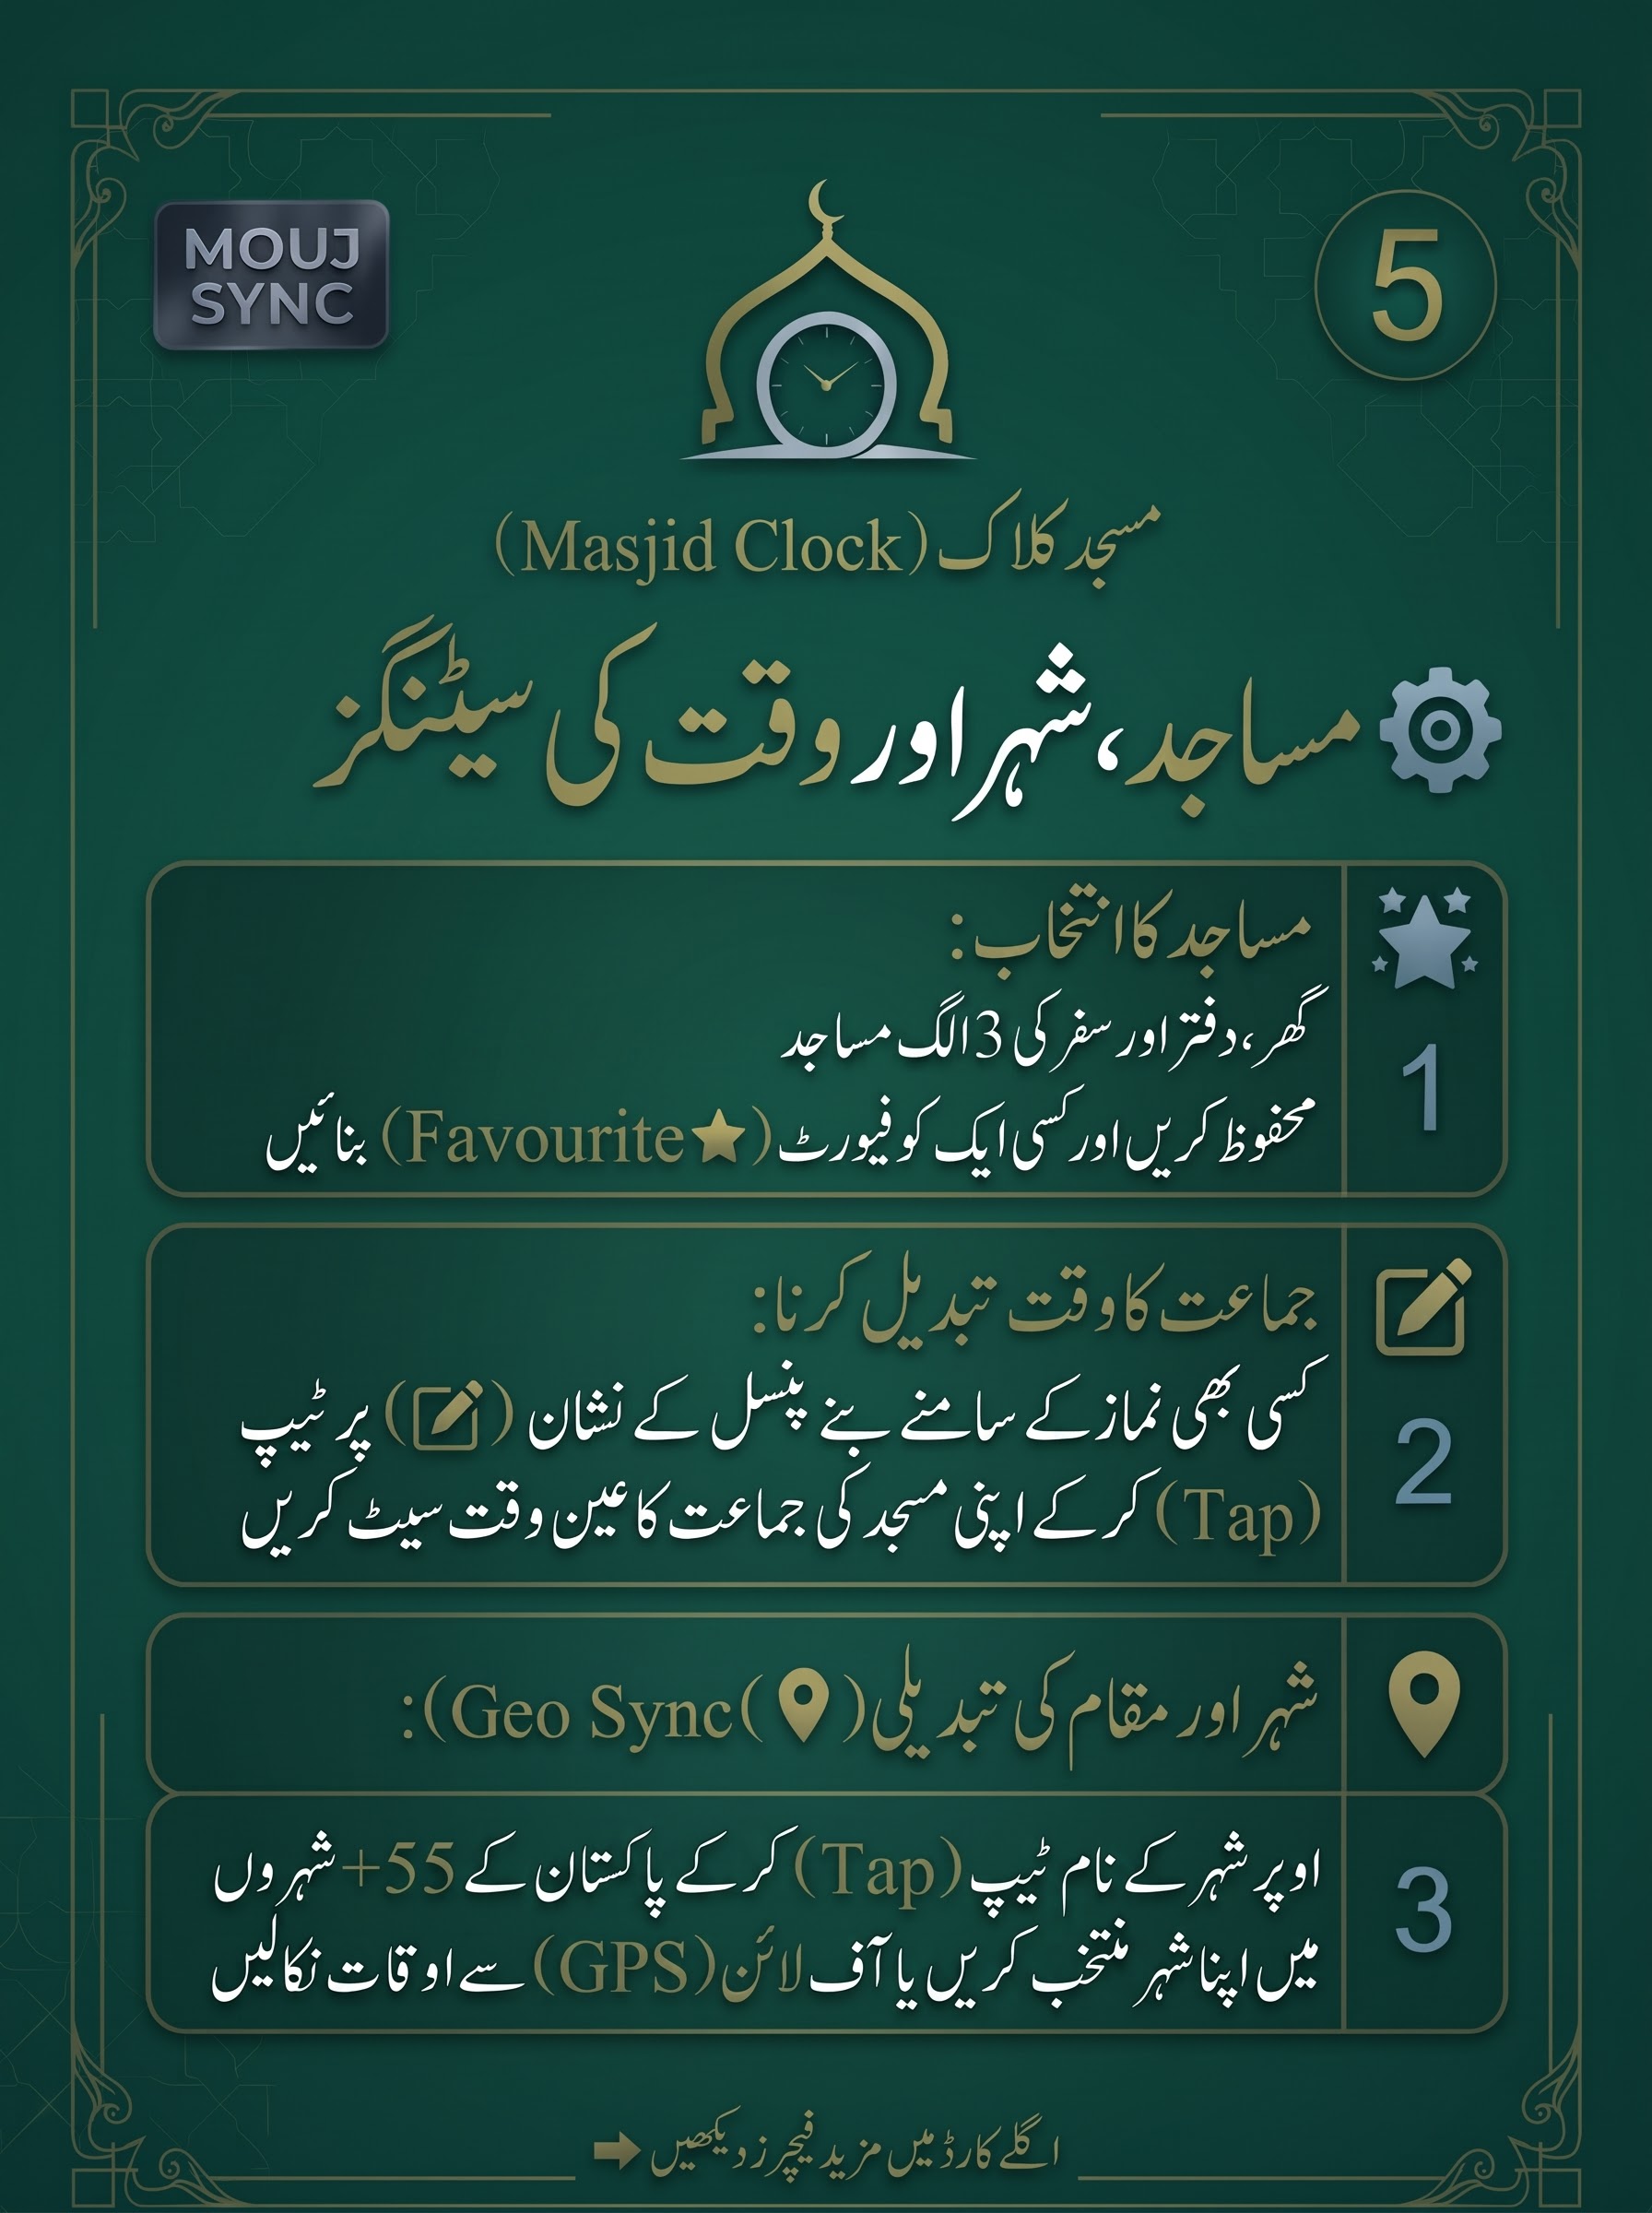 MOUJ
SYNC
5
مسجد کلاک (Masjid Clock)
مساجد، شہر اور وقت کی سیٹنگز
مساجد کا انتخاب:
1
گھر، دفتر اور سفر کی 3 الگ مساجد
محفوظ کریں اور کسی ایک کو فیورٹ (★Favourite) بنائیں
جماعت کا وقت تبدیل کرنا:
2
کسی بھی نماز کے سامنے بنے پنسل کے نشان () پر ٹیپ
(Tap) کر کے اپنی مسجد کی جماعت کا عین وقت سیٹ کریں
شہر اور مقام کی تبدیلی () Geo Sync):
3
اوپر شہر کے نام ٹیپ (Tap) کر کے پاکستان کے 55+ شہروں
میں اپنا شہر منتخب کریں یا آف لائن (GPS) سے اوقات نکالیں
اگلے کارڈ میں مزید فیچرز دیکھیں ➡